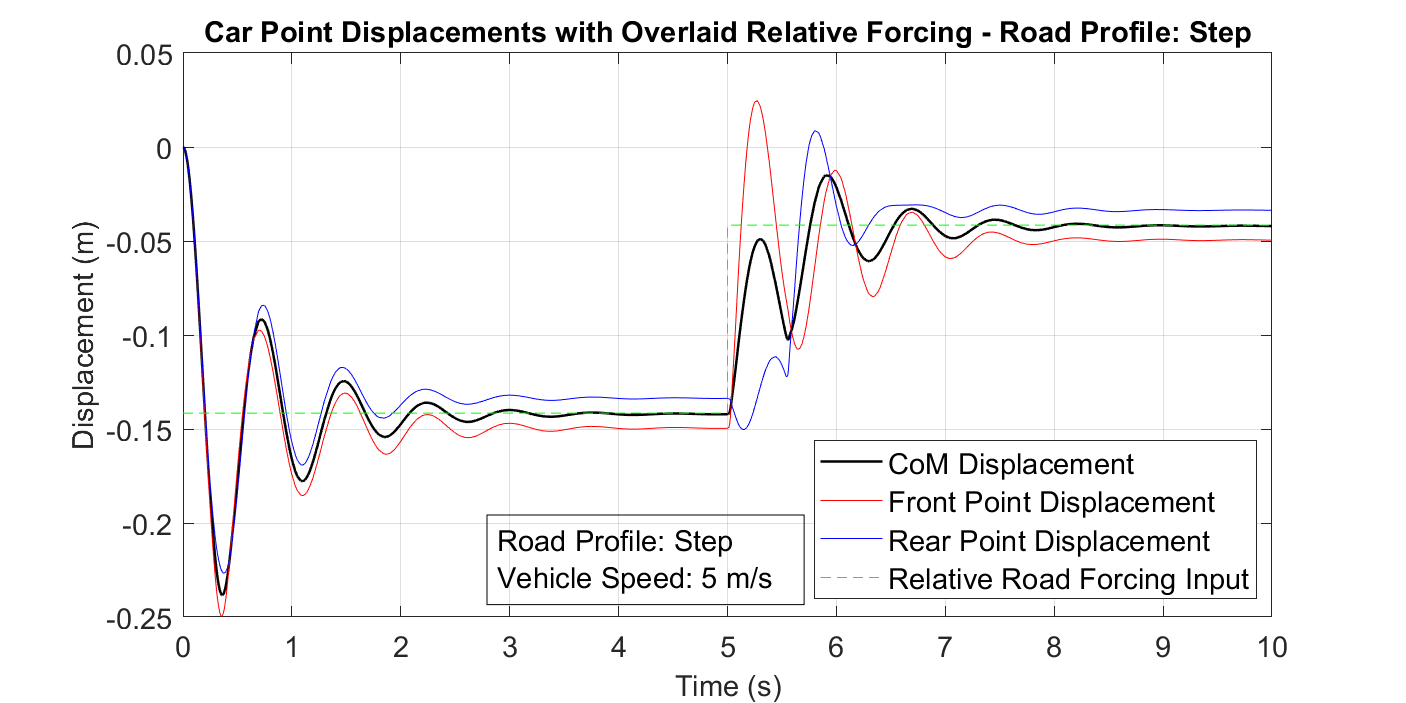 Car Point Displacements with Overlaid Relative Forcing - Road Profile: Step
0.05
0
-0.05
-0.1
-0.15
-0.2
-0.25
Displacement (m)
Road Profile: Step
Vehicle Speed: 5 m/s
CoM Displacement
Front Point Displacement
Rear Point Displacement
Relative Road Forcing Input
0 1 2 3 4 5 6 7 8 9 10
Time (s)